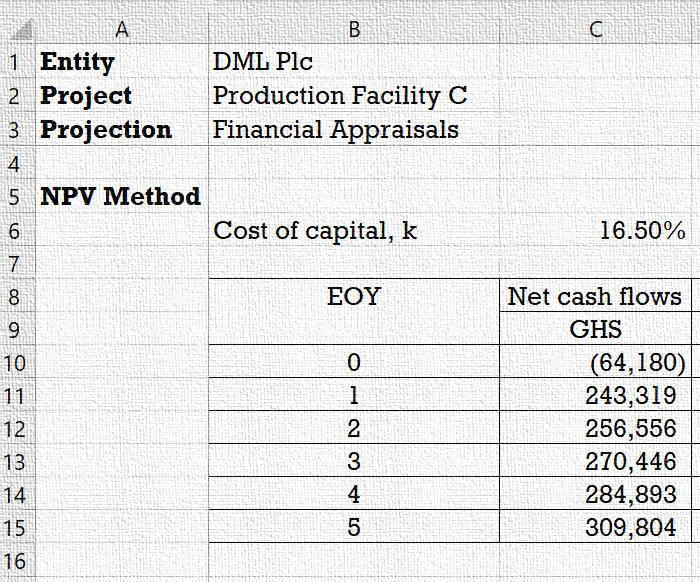 A B C
1 Entity DML Plc
2 Project Production Facility C
3 Projection Financial Appraisals
4
5 NPV Method
6 Cost of capital, k 16.50%
7
8 EOY Net cash flows
9 GHS
10 0 (64,180)
11 1 243,319
12 2 256,556
13 3 270,446
14 4 284,893
15 5 309,804
16